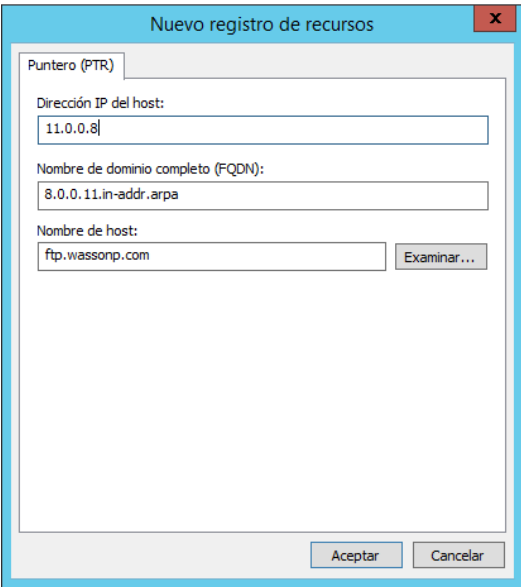 Nuevo registro de recursos
x
Puntero (PTR)
Dirección IP del host:
11.0.0.8
Nombre de dominio completo (FQDN):
8.0.0.11.in-addr.arpa
Nombre de host:
ftp.wassonp.com
Examinar...
Aceptar
Cancelar